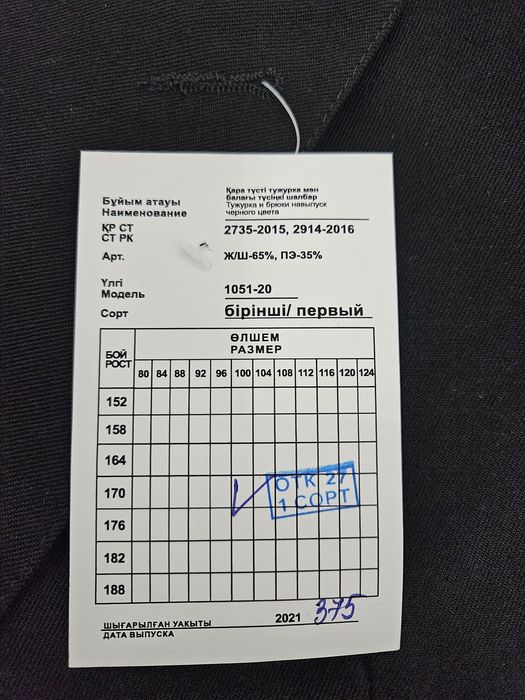 Бұйым атауы
Наименование
Қара түсті тужурка мен
балағы түсіңкі шалбар
Тужурка и брюки навыпуск
черного цвета
ҚР СТ
СТ РК
2735-2015, 2914-2016
Арт.
Ж/Ш-65%, ПЭ-35%
Үлгі
Модель
1051-20
Сорт
бірінші/ первый
БОЙ
РОСТ
ӨЛШЕМ
РАЗМЕР
80 84 88 92 96 100 104 108 112 116 120 124
152
158
164
170
176
182
188
ОТК 27
1 СОРТ
ШЫҒАРЫЛҒАН УАКЫТЫ
ДАТА ВЫПУСКА
2021 375